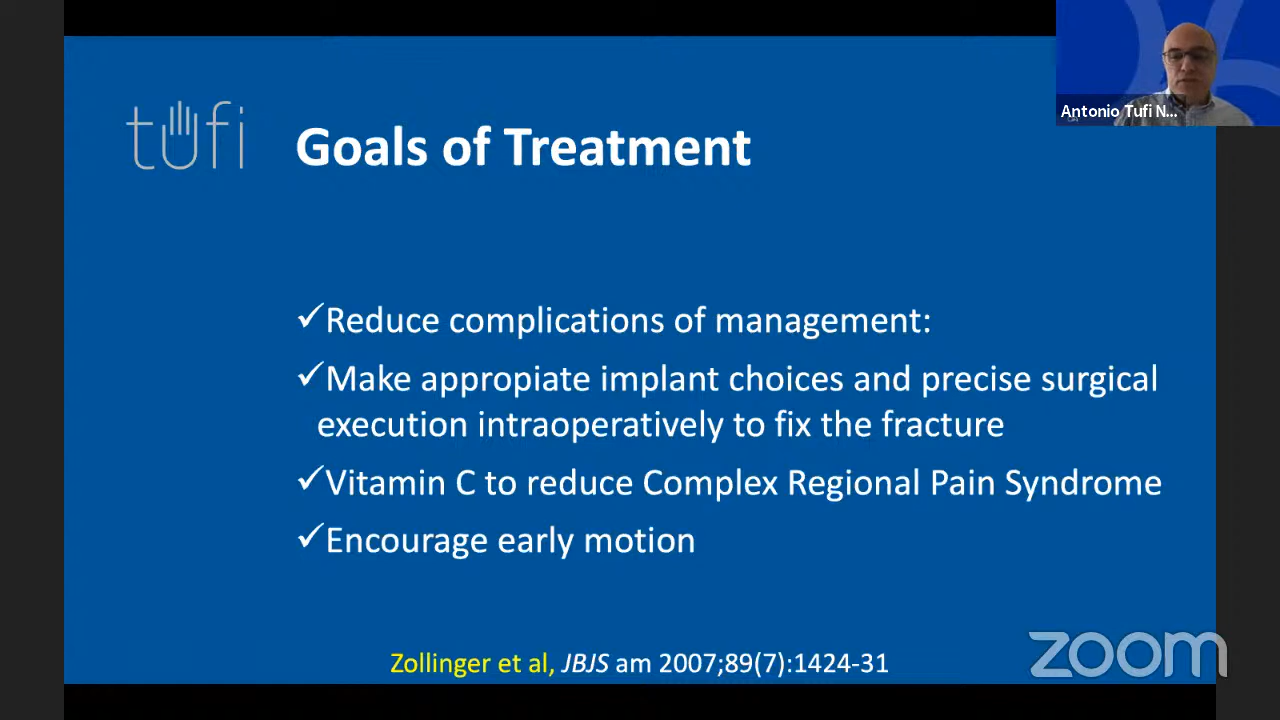 tufi
Goals of Treatment
Antonio Tufi N...
✓Reduce complications of management:
✓Make appropiate implant choices and precise surgical
execution intraoperatively to fix the fracture
✓Vitamin C to reduce Complex Regional Pain Syndrome
✓Encourage early motion
Zollinger et al, JBJS am 2007;89(7):1424-31
zoom